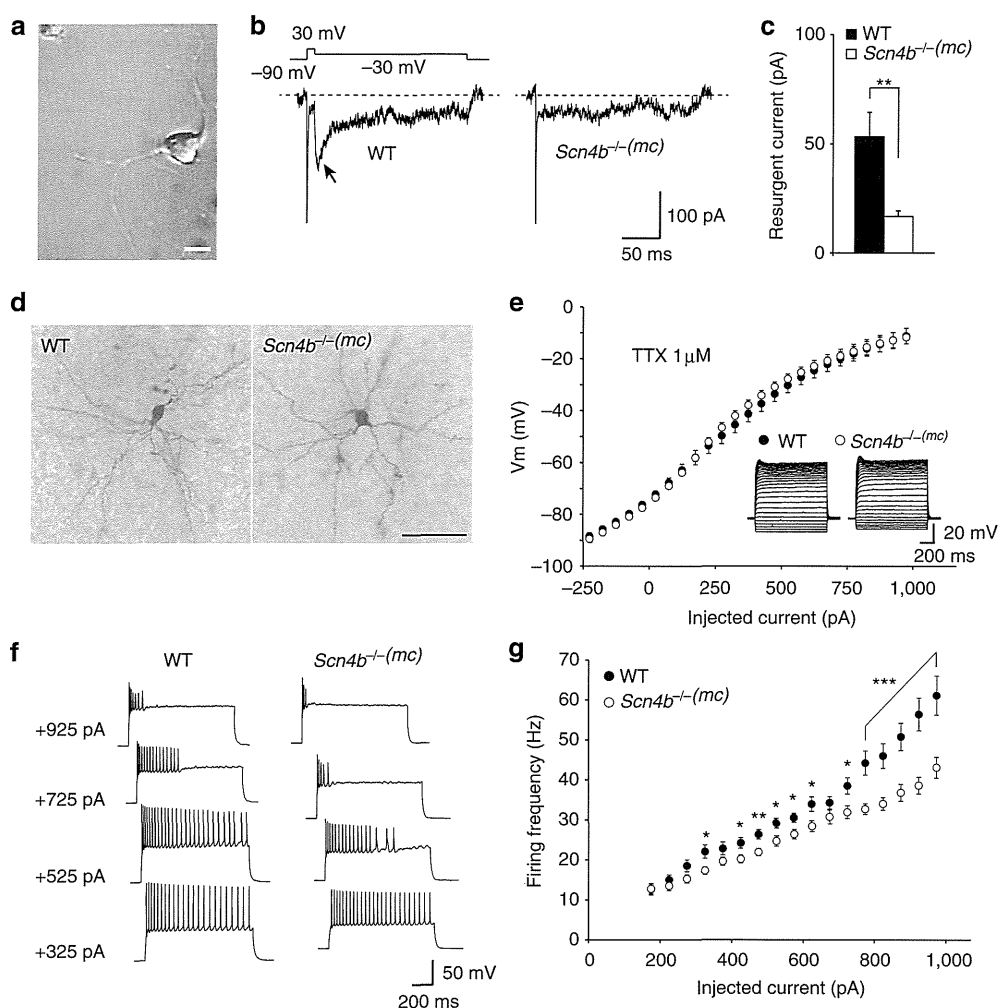 a
b
30 mV
−90 mV
−30 mV
WT
Scn4b−/−(mc)
100 pA
50 ms
c
WT
Scn4b−/−(mc)
**
100
50
0
Resurgent current (pA)
d
WT
Scn4b−/−(mc)
e
0
−20
−40
−60
−80
−100
Vm (mV)
TTX 1µM
WT
Scn4b−/−(mc)
20 mV
200 ms
−250
0
250
500
750
1,000
Injected current (pA)
f
WT
Scn4b−/−(mc)
+925 pA
+725 pA
+525 pA
+325 pA
50 mV
200 ms
g
70
60
50
40
30
20
10
0
Firing frequency (Hz)
WT
Scn4b−/−(mc)
*
*
**
*
*
*
*
***
0
200
400
600
800
1,000
Injected current (pA)